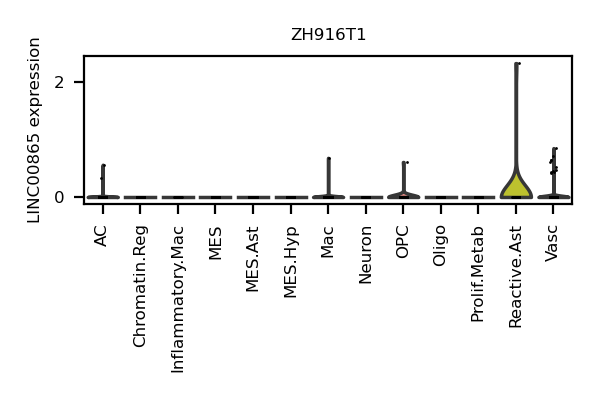 ZH916T1
LINC00865 expression
2
0
AC
Chromatin.Reg
Inflammatory.Mac
MES
MES.Ast
MES.Hyp
Mac
Neuron
OPC
Oligo
Prolif.Metab
Reactive.Ast
Vasc